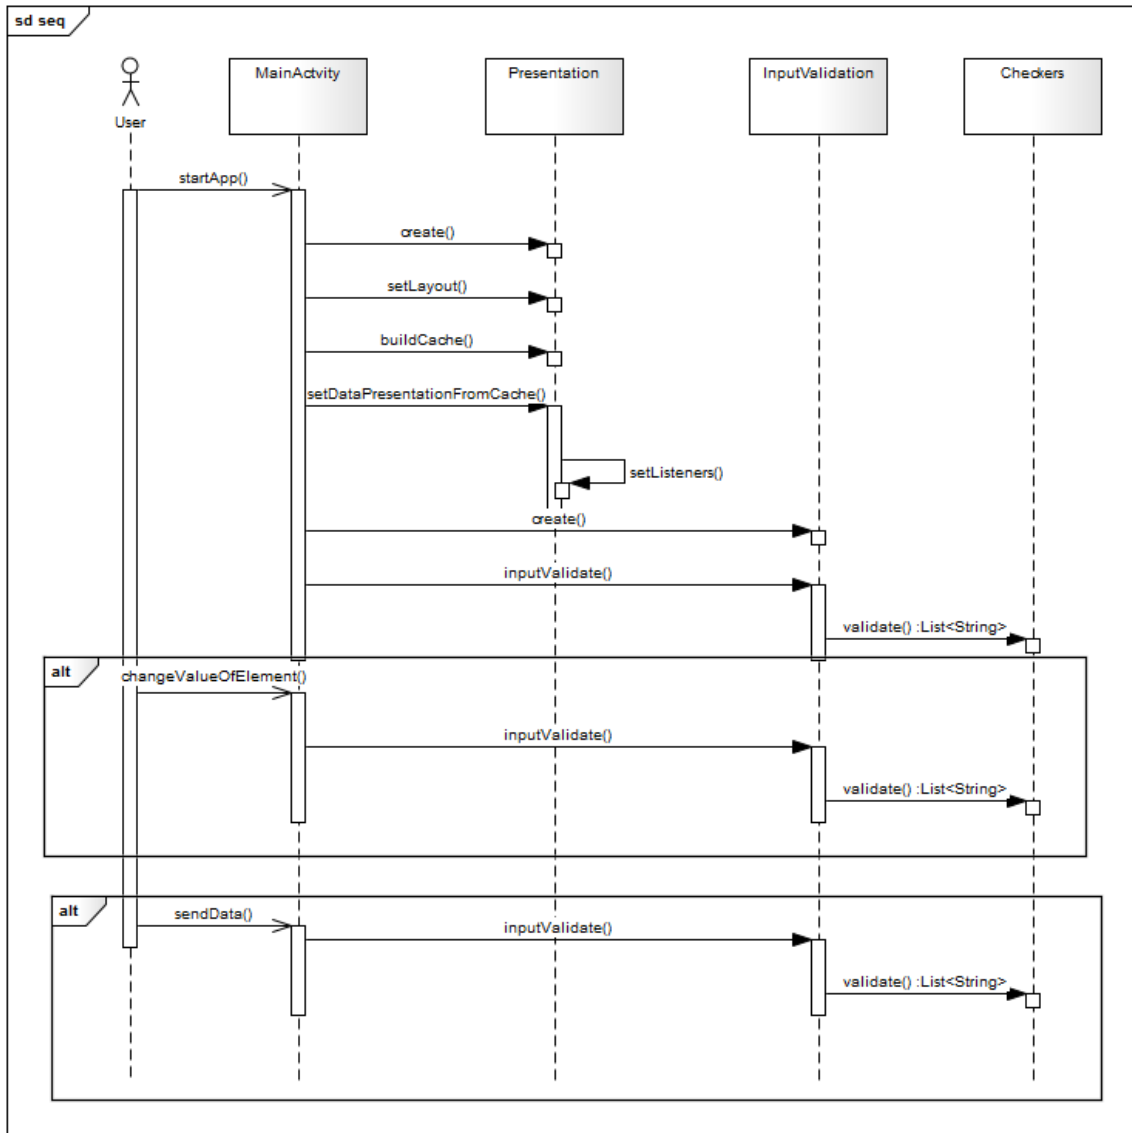 sd seq
MainActvity
Presentation
InputValidation
Checkers
User
startApp()
create()
setLayout()
buildCache()
setDataPresentationFromCache()
setListeners()
create()
inputValidate()
validate() :List<String>
alt
changeValueOfElement()
inputValidate()
validate() :List<String>
alt
sendData()
inputValidate()
validate() :List<String>